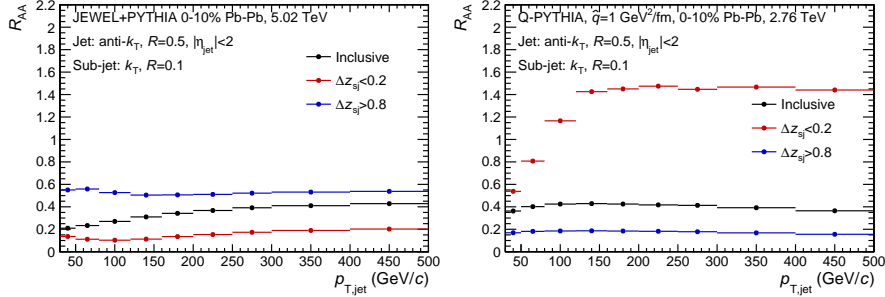 R_AA
JEWEL+PYTHIA 0-10% Pb-Pb, 5.02 TeV
Jet: anti-k_T, R=0.5, |η_jet|<2
Sub-jet: k_T, R=0.1
Inclusive
Δz_sj<0.2
Δz_sj>0.8
2.2
2
1.8
1.6
1.4
1.2
1
0.8
0.6
0.4
0.2
0
50 100 150 200 250 300 350 400 450 500
p_T,jet (GeV/c)
R_AA
Q-PYTHIA, q̂=1 GeV²/fm, 0-10% Pb-Pb, 2.76 TeV
Jet: anti-k_T, R=0.5, |η_jet|<2
Sub-jet: k_T, R=0.1
Inclusive
Δz_sj<0.2
Δz_sj>0.8
2.2
2
1.8
1.6
1.4
1.2
1
0.8
0.6
0.4
0.2
0
50 100 150 200 250 300 350 400 450 500
p_T,jet (GeV/c)